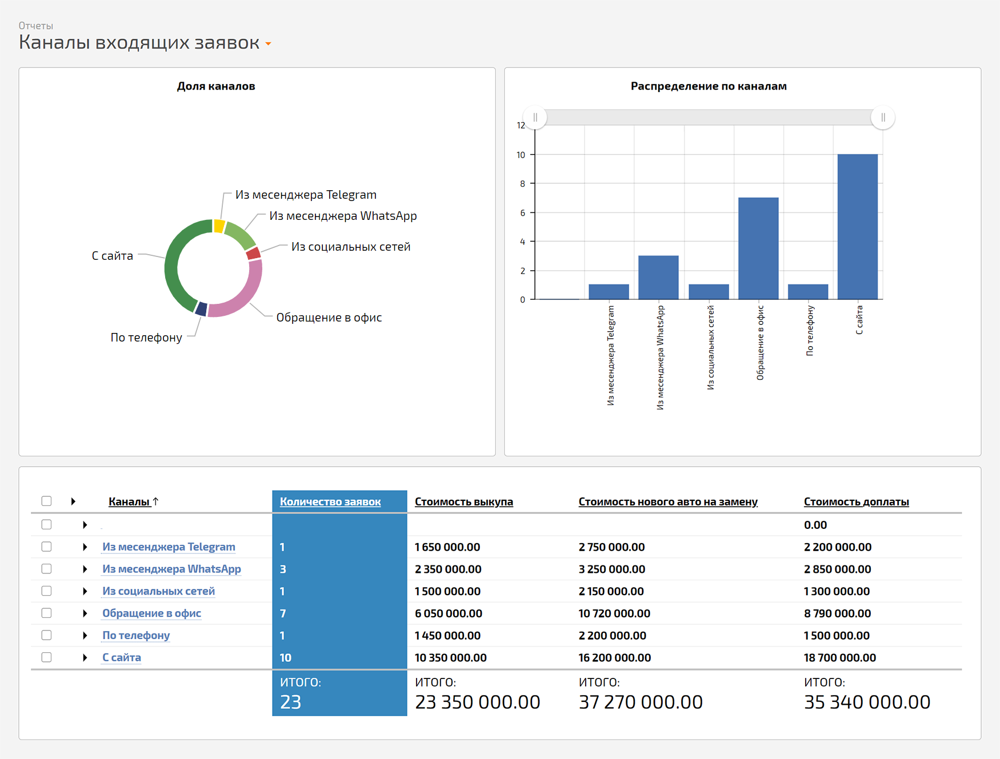 Отчеты
Каналы входящих заявок
Доля каналов
Из месенджера Telegram
Из месенджера WhatsApp
Из социальных сетей
С сайта
Обращение в офис
По телефону
Распределение по каналам
12
10
8
6
4
2
0
Из месенджера Telegram
Из месенджера WhatsApp
Из социальных сетей
Обращение в офис
По телефону
С сайта
Каналы ↑ Количество заявок Стоимость выкупа Стоимость нового авто на замену Стоимость доплаты
0.00
Из месенджера Telegram 1 1 650 000.00 2 750 000.00 2 200 000.00
Из месенджера WhatsApp 3 2 350 000.00 3 250 000.00 2 850 000.00
Из социальных сетей 1 1 500 000.00 2 150 000.00 1 300 000.00
Обращение в офис 7 6 050 000.00 10 720 000.00 8 790 000.00
По телефону 1 1 450 000.00 2 200 000.00 1 500 000.00
С сайта 10 10 350 000.00 16 200 000.00 18 700 000.00
ИТОГО: ИТОГО: ИТОГО: ИТОГО:
23 23 350 000.00 37 270 000.00 35 340 000.00